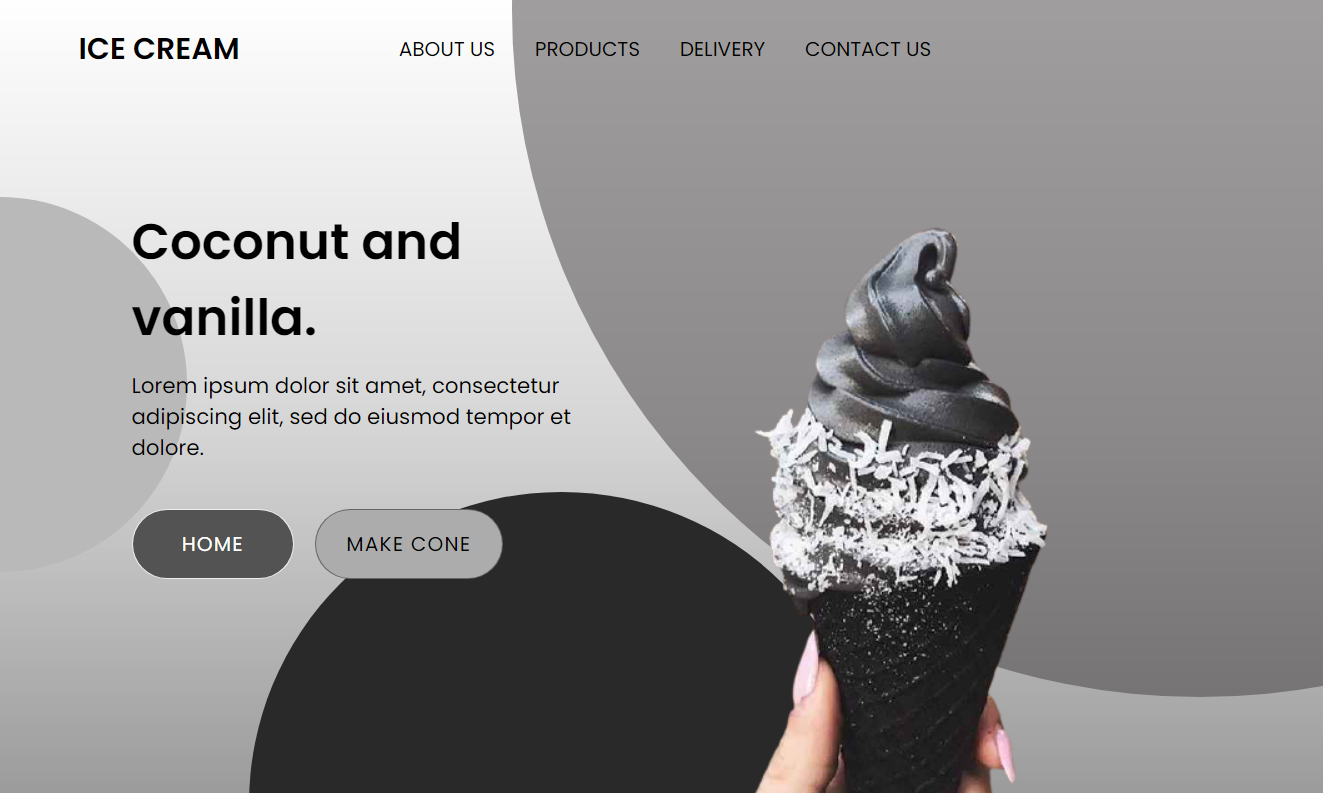 ICE CREAM
ABOUT US PRODUCTS DELIVERY CONTACT US
Coconut and
vanilla.
Lorem ipsum dolor sit amet, consectetur
adipiscing elit, sed do eiusmod tempor et
dolore.
HOME
MAKE CONE